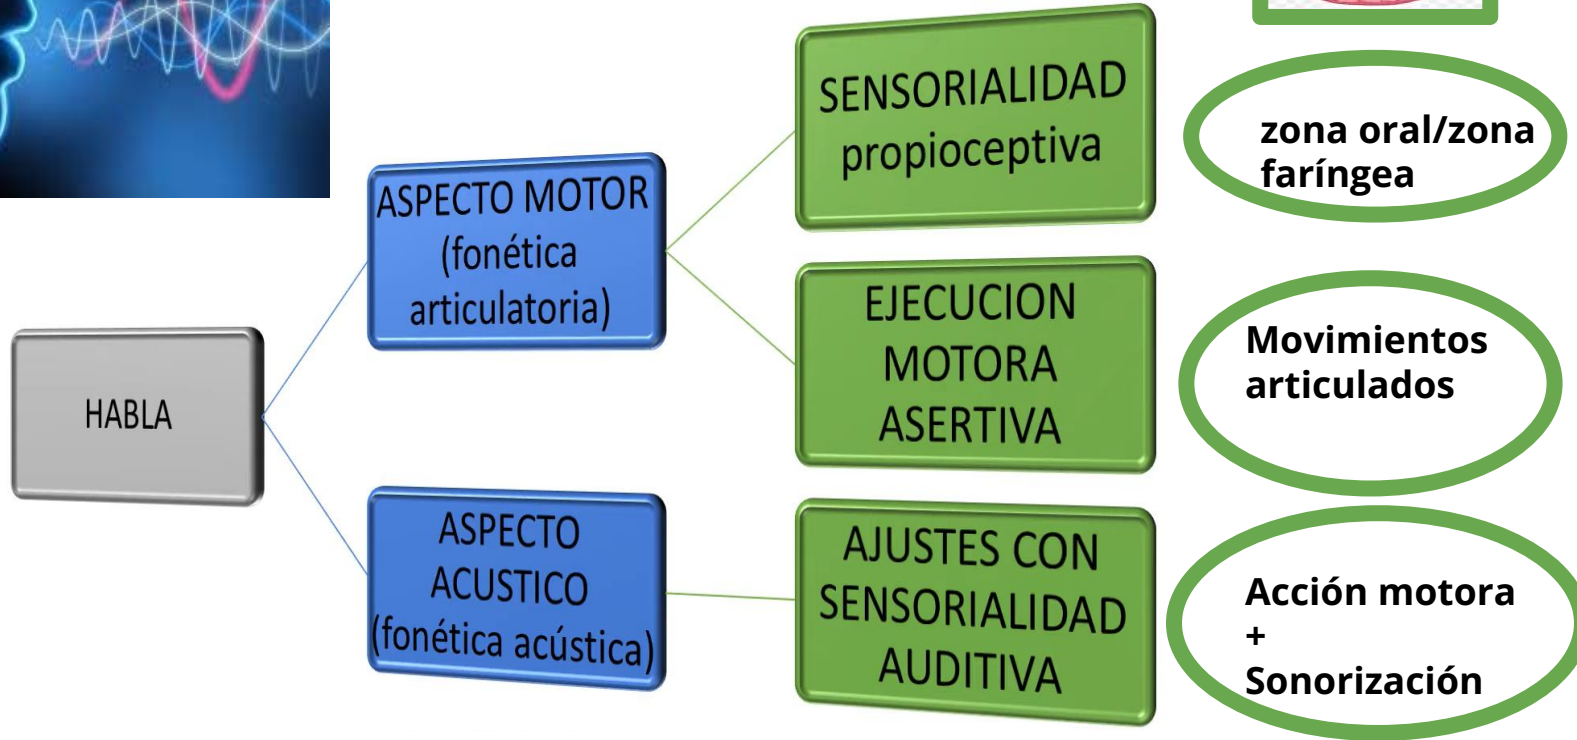 HABLA
ASPECTO MOTOR
(fonética
articulatoria)
ASPECTO
ACUSTICO
(fonética acústica)
SENSORIALIDAD
propioceptiva
EJECUCION
MOTORA
ASERTIVA
AJUSTES CON
SENSORIALIDAD
AUDITIVA
zona oral/zona
faríngea
Movimientos
articulados
Acción motora
+
Sonorización